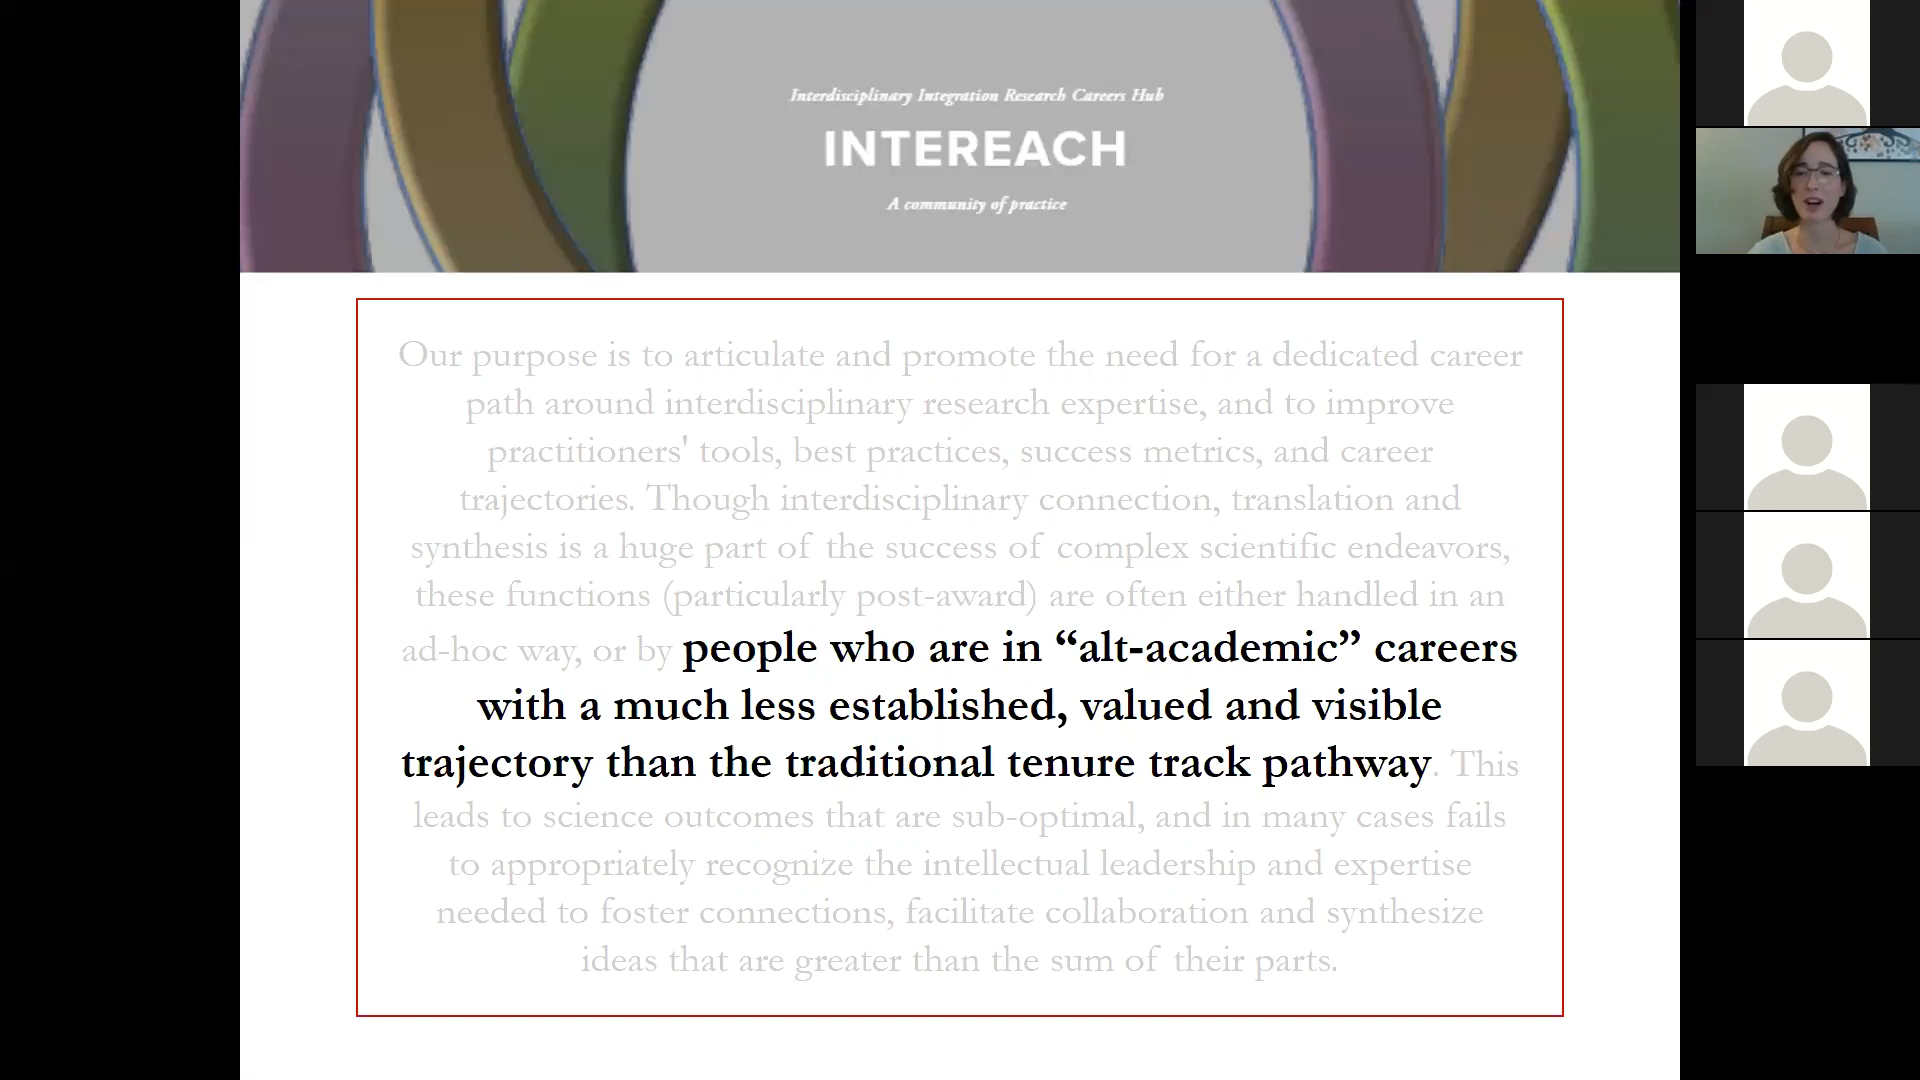 Interdisciplinary Integration Research Careers Hub
INTEREACH
A community of practice
Our purpose is to articulate and promote the need for a dedicated career
path around interdisciplinary research expertise, and to improve
practitioners' tools, best practices, success metrics, and career
trajectories. Though interdisciplinary connection, translation and
synthesis is a huge part of the success of complex scientific endeavors,
these functions (particularly post-award) are often either handled in an
ad-hoc way, or by people who are in “alt-academic” careers
with a much less established, valued and visible
trajectory than the traditional tenure track pathway. This
leads to science outcomes that are sub-optimal, and in many cases fails
to appropriately recognize the intellectual leadership and expertise
needed to foster connections, facilitate collaboration and synthesize
ideas that are greater than the sum of their parts.